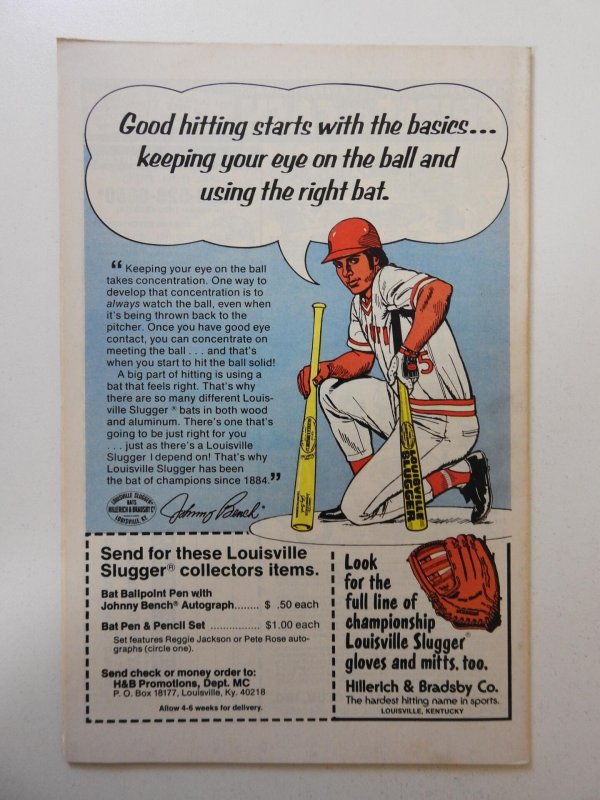 Good hitting starts with the basics...
keeping your eye on the ball and
using the right bat.
“ Keeping your eye on the ball
takes concentration. One way to
develop that concentration is to
always watch the ball, even when
it's being thrown back to the
pitcher. Once you have good eye
contact, you can concentrate on
meeting the ball . . . and that's
when you start to hit the ball solid!
A big part of hitting is using a
bat that feels right. That's why
there are so many different Louis-
ville Slugger ® bats in both wood
and aluminum. There's one that's
going to be just right for you
. . . just as there's a Louisville
Slugger I depend on! That's why
Louisville Slugger has been
the bat of champions since 1884.”
LOUISVILLE SLUGGER
BATS
HILLERICH & BRADSBY Co
LOUISVILLE, KY.
Johnny Bench
5
LOUISVILLE
SLUGGER
Send for these Louisville
Slugger® collectors items.
Bat Ballpoint Pen with
Johnny Bench® Autograph........ $ .50 each
Bat Pen & Pencil Set ................ $1.00 each
Set features Reggie Jackson or Pete Rose auto-
graphs (circle one).
Send check or money order to:
H&B Promotions, Dept. MC
P. O. Box 18177, Louisville, Ky. 40218
Allow 4-6 weeks for delivery.
Look
for the
full line of
championship
Louisville Slugger®
gloves and mitts, too.
Hillerich & Bradsby Co.
The hardest hitting name in sports.
LOUISVILLE, KENTUCKY